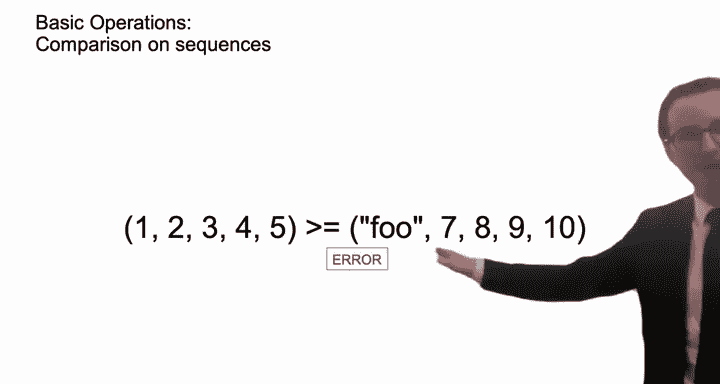 Basic Operations:
Comparison on sequences
(1, 2, 3, 4, 5) >= ("foo", 7, 8, 9, 10)
ERROR